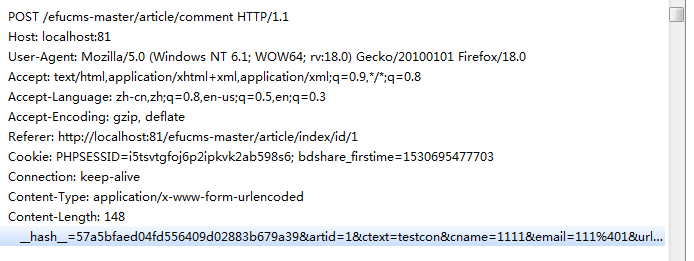 POST /efucms-master/article/comment HTTP/1.1
Host: localhost:81
User-Agent: Mozilla/5.0 (Windows NT 6.1; WOW64; rv:18.0) Gecko/20100101 Firefox/18.0
Accept: text/html,application/xhtml+xml,application/xml;q=0.9,*/*;q=0.8
Accept-Language: zh-cn,zh;q=0.8,en-us;q=0.5,en;q=0.3
Accept-Encoding: gzip, deflate
Referer: http://localhost:81/efucms-master/article/index/id/1
Cookie: PHPSESSID=i5tsvtgfoj6p2ipkvk2ab598s6; bdshare_firstime=1530695477703
Connection: keep-alive
Content-Type: application/x-www-form-urlencoded
Content-Length: 148
__hash__=57a5bfaed04fd556409d02883b679a39&artid=1&ctext=testcon&cname=1111&email=111%401&url...